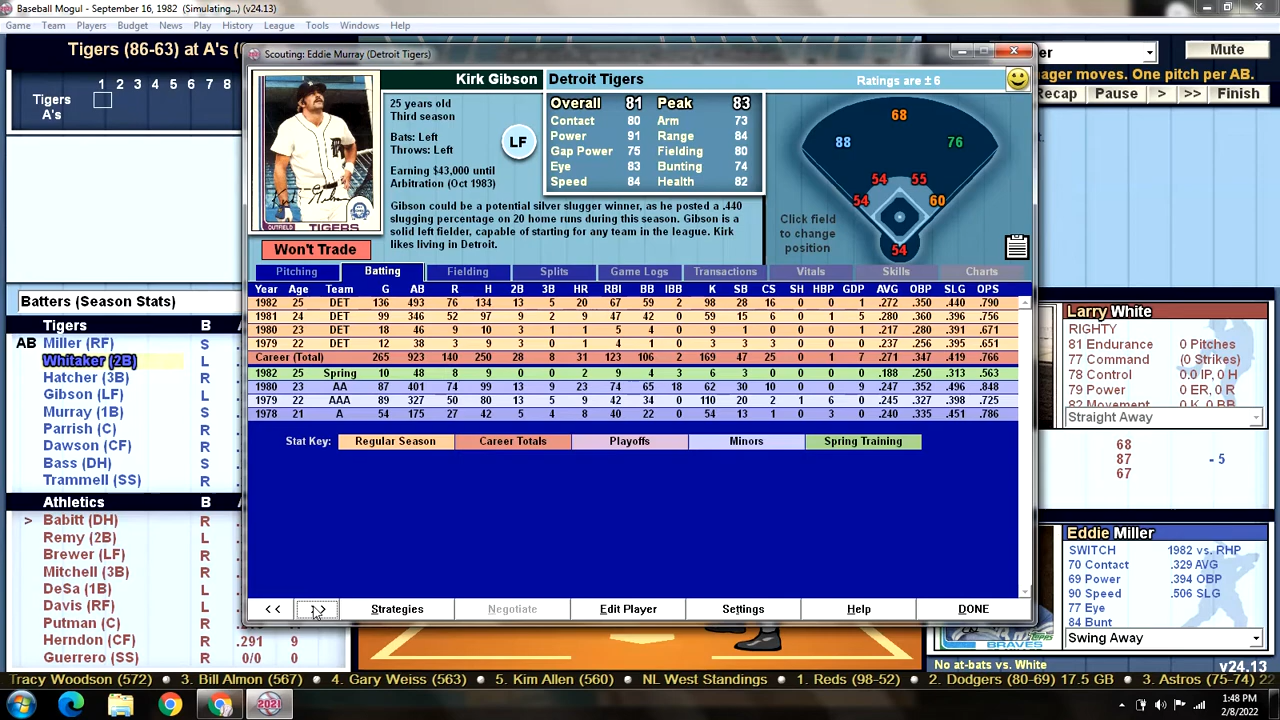 Baseball Mogul - September 16, 1982 (Simulating...) (v24.13)
Game Team Players Budget News Play History League Tools Windows Help
Tigers (86-63) at A's (
1 2 3 4 5 6 7 8
Tigers
A's
Mute
ager moves. One pitch per AB.
Recap Pause > >> Finish
Scouting: Eddie Murray (Detroit Tigers)
Kirk Gibson
25 years old
Third season
Bats: Left
Throws: Left
Earning $43,000 until
Arbitration (Oct 1983)
LF
Detroit Tigers Ratings are ± 6
Overall 81 Peak 83
Contact 80 Arm 73
Power 91 Range 84
Gap Power 75 Fielding 80
Eye 83 Bunting 74
Speed 84 Health 82
Gibson could be a potential silver slugger winner, as he posted a .440
slugging percentage on 20 home runs during this season. Gibson is a
solid left fielder, capable of starting for any team in the league. Kirk
likes living in Detroit.
OUTFIELD TIGERS
Won't Trade
68
88 76
54 55
54 60
54
Click field
to change
position
Pitching Batting Fielding Splits Game Logs Transactions Vitals Skills Charts
Year Age Team G AB R H 2B 3B HR RBI BB IBB K SB CS SH HBP GDP AVG OBP SLG OPS
1982 25 DET 136 493 76 134 13 5 20 67 59 2 98 28 16 0 0 1 .272 .350 .440 .790
1981 24 DET 99 346 52 97 9 2 9 47 42 0 59 15 6 0 1 5 .280 .360 .396 .756
1980 23 DET 18 46 9 10 3 1 1 5 4 0 9 1 3 0 0 1 .217 .280 .391 .671
1979 22 DET 12 38 3 9 3 0 1 4 1 0 3 3 0 0 0 0 .237 .256 .395 .651
Career (Total) 265 923 140 250 28 8 31 123 106 2 169 47 25 0 1 7 .271 .347 .419 .766
1982 25 Spring 10 48 8 9 0 0 2 9 4 3 6 3 0 0 0 0 .188 .250 .313 .563
1980 23 AA 87 401 74 99 13 9 23 74 65 18 62 30 10 0 0 9 .247 .352 .496 .848
1979 22 AAA 87 327 50 80 13 5 9 42 34 0 110 20 2 1 6 0 .245 .327 .398 .725
1978 21 A 54 175 27 42 5 4 8 40 22 0 54 13 1 0 3 0 .240 .335 .451 .786
Stat Key: Regular Season Career Totals Playoffs Minors Spring Training
<< >> Strategies Negotiate Edit Player Settings Help DONE
Batters (Season Stats)
Tigers B
AB Miller (RF) S
Whitaker (2B) L
Hatcher (3B) R
Gibson (LF) L
Murray (1B) S
Parrish (C) R
Dawson (CF) R
Bass (DH) S
Trammell (SS) R
Athletics B
> Babitt (DH) R
Remy (2B) L
Brewer (LF) R
Mitchell (3B) R
DeSa (1B) L
Davis (RF) L
Putman (C) R
Herndon (CF) R .291 9
Guerrero (SS) R 0/0 0
Larry White
RIGHTY
81 Endurance 0 Pitches
77 Command (0 Strikes)
78 Control 0.0 IP, 0 H
79 Power 0 ER, 0 R
82 Movement 0 K, 0 BB
Straight Away
68
87 - 5
67
Eddie Miller
SWITCH 1982 vs. RHP
70 Contact .329 AVG
69 Power .394 OBP
90 Speed .506 SLG
77 Eye
84 Bunt
Swing Away
BRAVES
No at-bats vs. White v24.13
Tracy Woodson (572) • 3. Bill Almon (567) • 4. Gary Weiss (563) • 5. Kim Allen (560) • NL West Standings • 1. Reds (98-52) • 2. Dodgers (80-69) 17.5 GB • 3. Astros (75-74) 22
2021
1:48 PM
2/8/2022